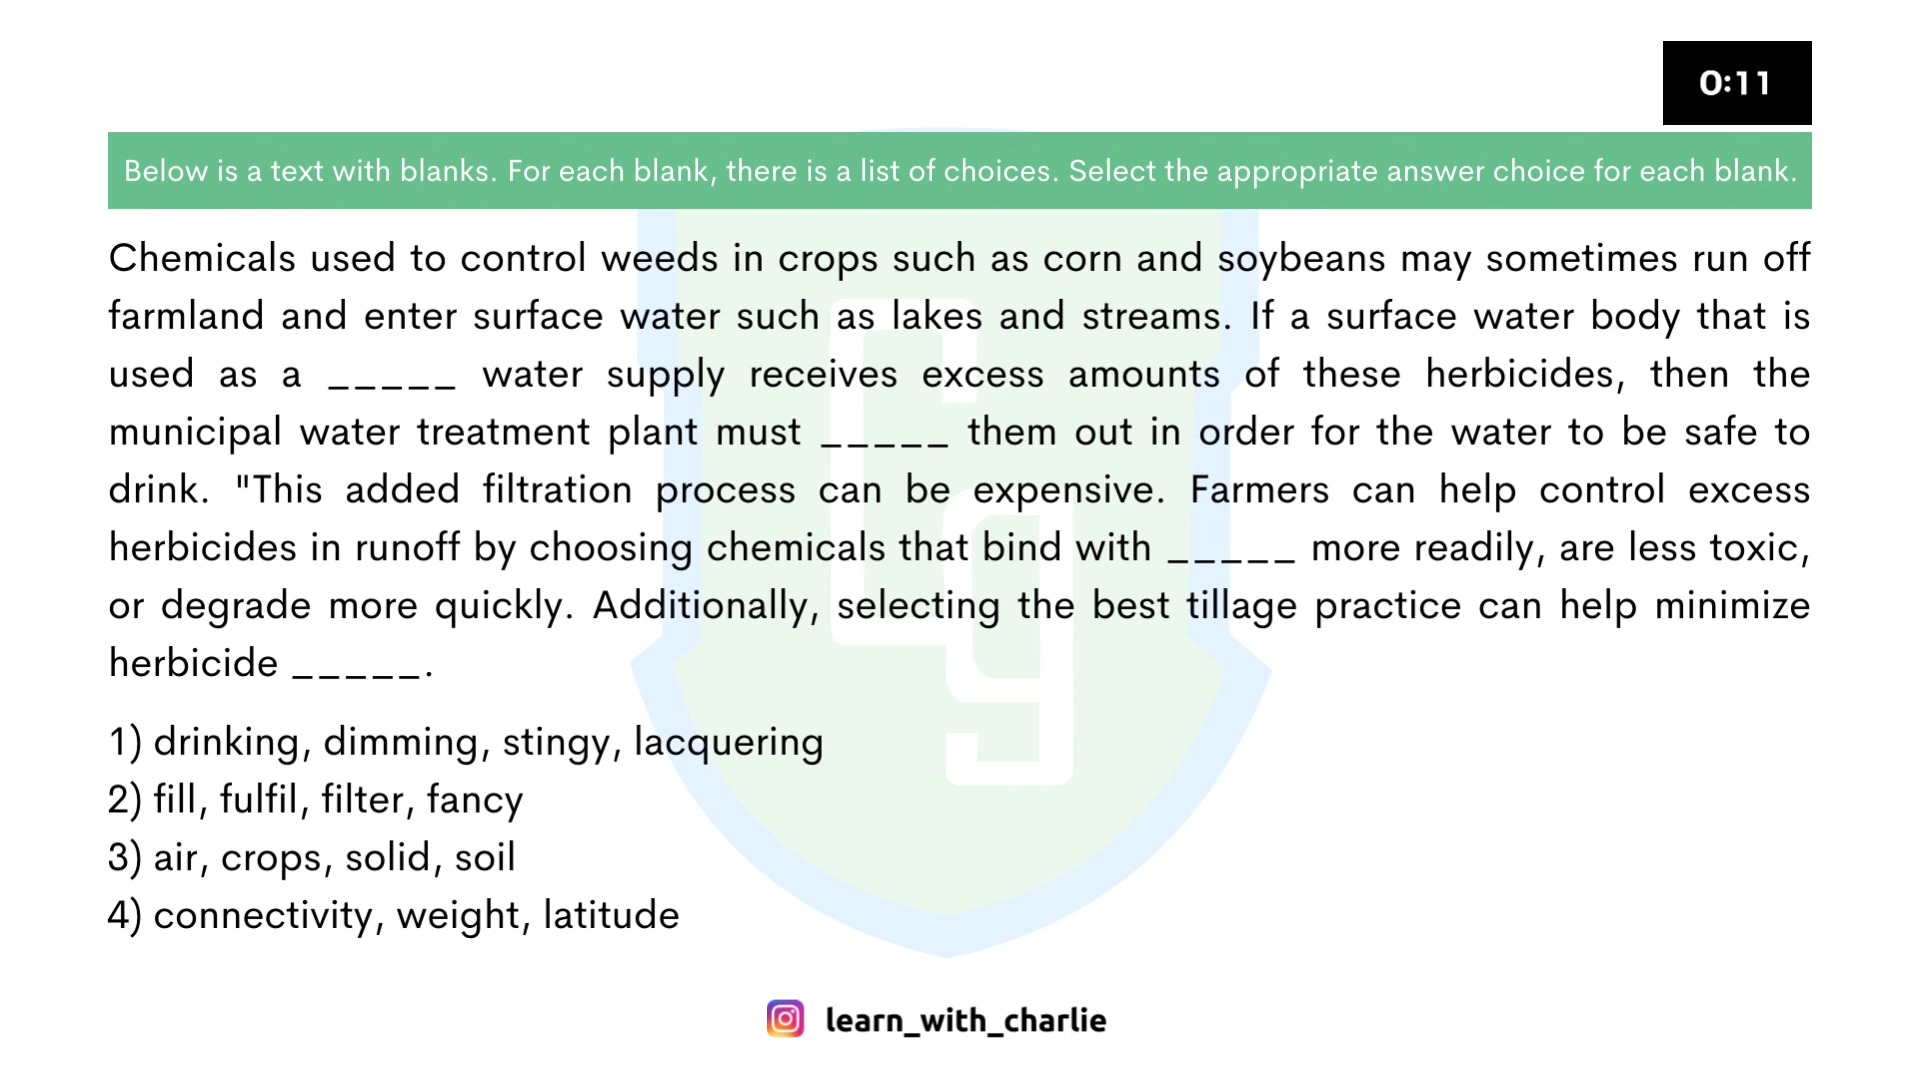 0:11
Below is a text with blanks. For each blank, there is a list of choices. Select the appropriate answer choice for each blank.
Chemicals used to control weeds in crops such as corn and soybeans may sometimes run off
farmland and enter surface water such as lakes and streams. If a surface water body that is
used as a _____ water supply receives excess amounts of these herbicides, then the
municipal water treatment plant must _____ them out in order for the water to be safe to
drink. "This added filtration process can be expensive. Farmers can help control excess
herbicides in runoff by choosing chemicals that bind with _____ more readily, are less toxic,
or degrade more quickly. Additionally, selecting the best tillage practice can help minimize
herbicide _____.
1) drinking, dimming, stingy, lacquering
2) fill, fulfil, filter, fancy
3) air, crops, solid, soil
4) connectivity, weight, latitude
learn_with_charlie